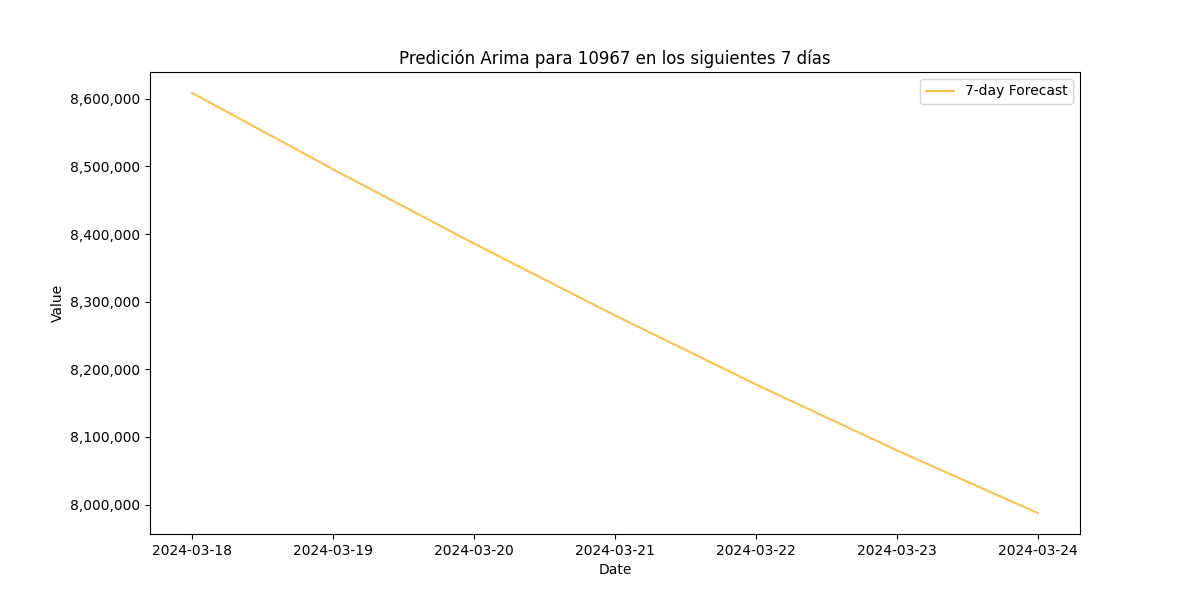 Predición Arima para 10967 en los siguientes 7 días
7-day Forecast
8,600,000
8,500,000
8,400,000
8,300,000
8,200,000
8,100,000
8,000,000
Value
2024-03-18 2024-03-19 2024-03-20 2024-03-21 2024-03-22 2024-03-23 2024-03-24
Date